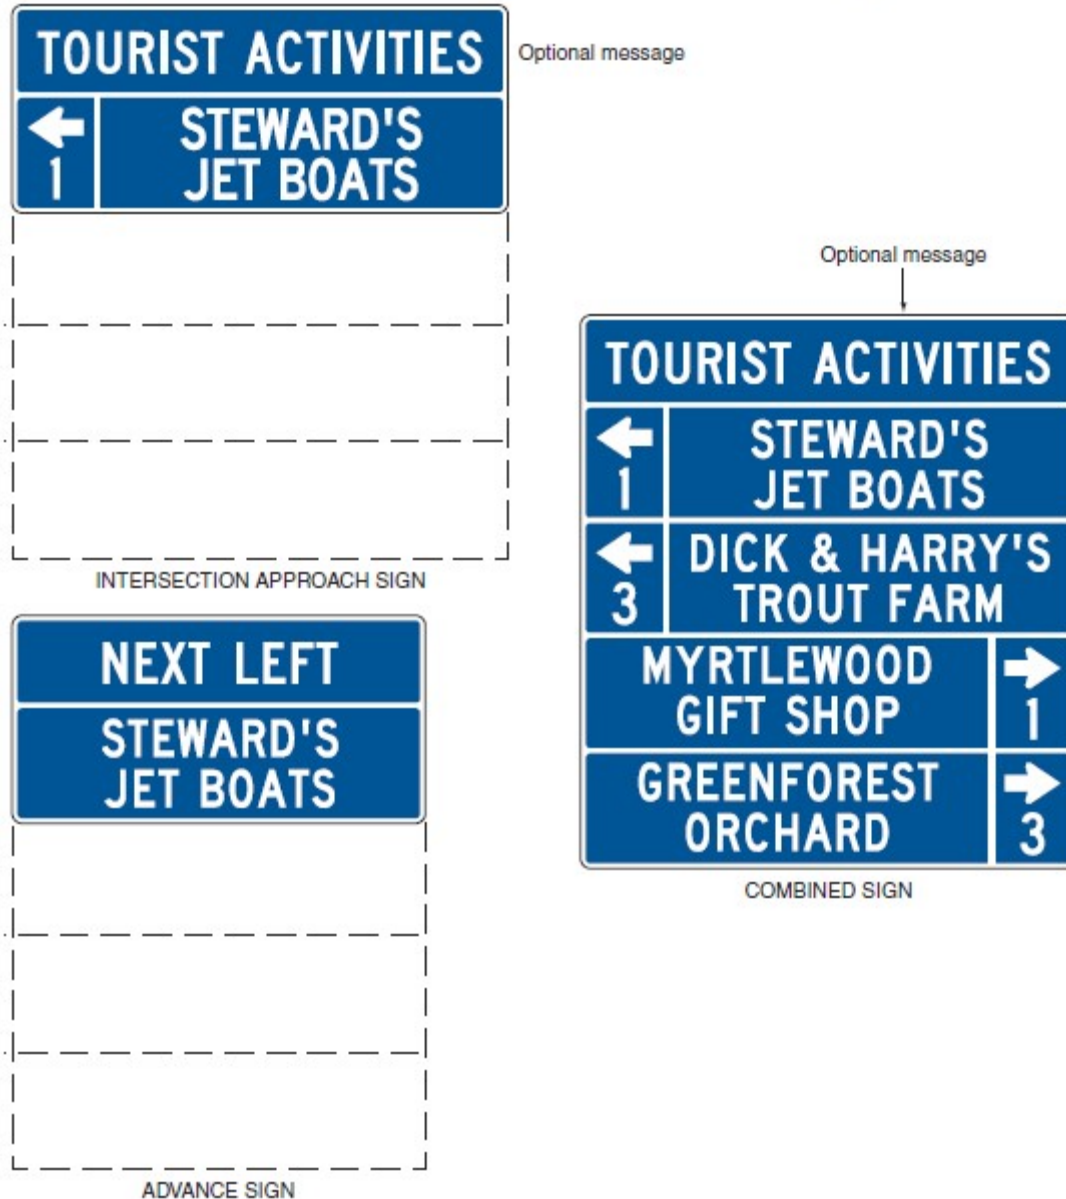 TOURIST ACTIVITIES
Optional message
1
STEWARD'S
JET BOATS
INTERSECTION APPROACH SIGN
NEXT LEFT
STEWARD'S
JET BOATS
ADVANCE SIGN
Optional message
TOURIST ACTIVITIES
1
STEWARD'S
JET BOATS
3
DICK & HARRY'S
TROUT FARM
MYRTLEWOOD
GIFT SHOP
1
GREENFOREST
ORCHARD
3
COMBINED SIGN